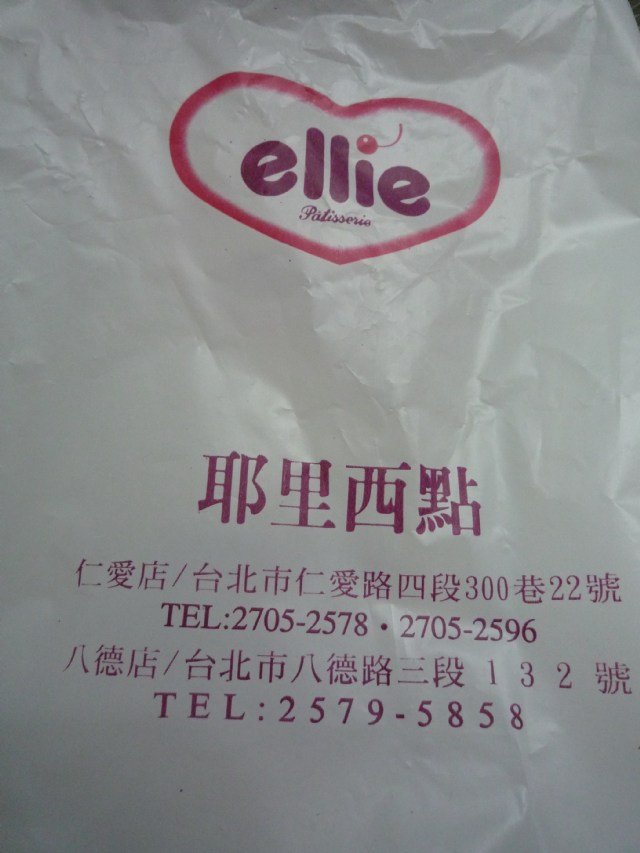 ellie
Pâtisserie
耶里西點
仁愛店/台北市仁愛路四段300巷22號
TEL:2705-2578・2705-2596
八德店/台北市八德路三段 1 3 2 號
TEL:2579-5858